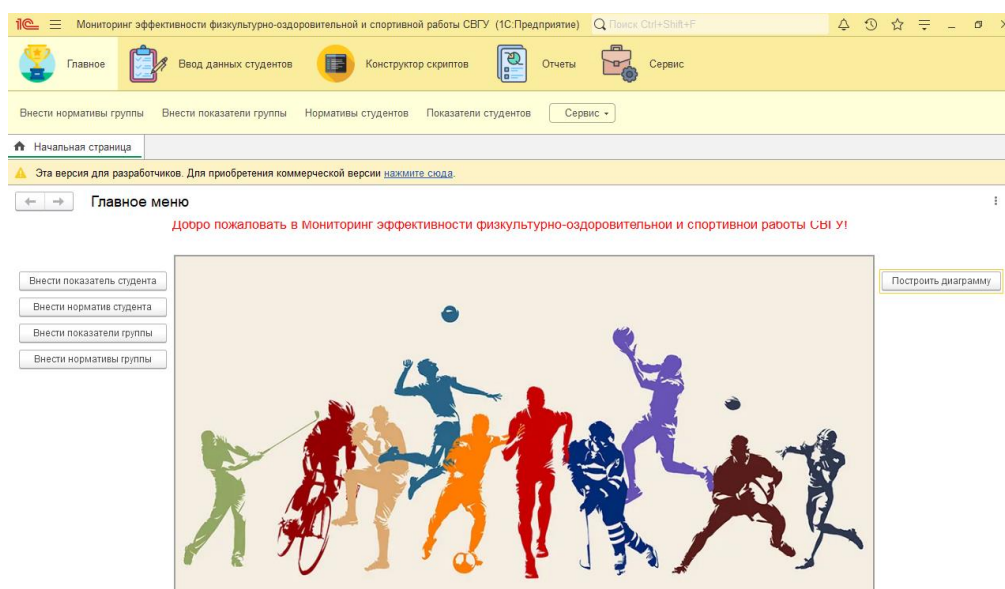 1С Мониторинг эффективности физкультурно-оздоровительной и спортивной работы СВГУ (1С:Предприятие) Поиск Ctrl+Shift+F
Главное Ввод данных студентов Конструктор скриптов Отчеты Сервис
Внести нормативы группы Внести показатели группы Нормативы студентов Показатели студентов Сервис
Начальная страница
Эта версия для разработчиков. Для приобретения коммерческой версии нажмите сюда.
Главное меню
Добро пожаловать в Мониторинг эффективности физкультурно-оздоровительной и спортивной работы СВГУ!
Внести показатель студента Построить диаграмму
Внести норматив студента
Внести показатели группы
Внести нормативы группы